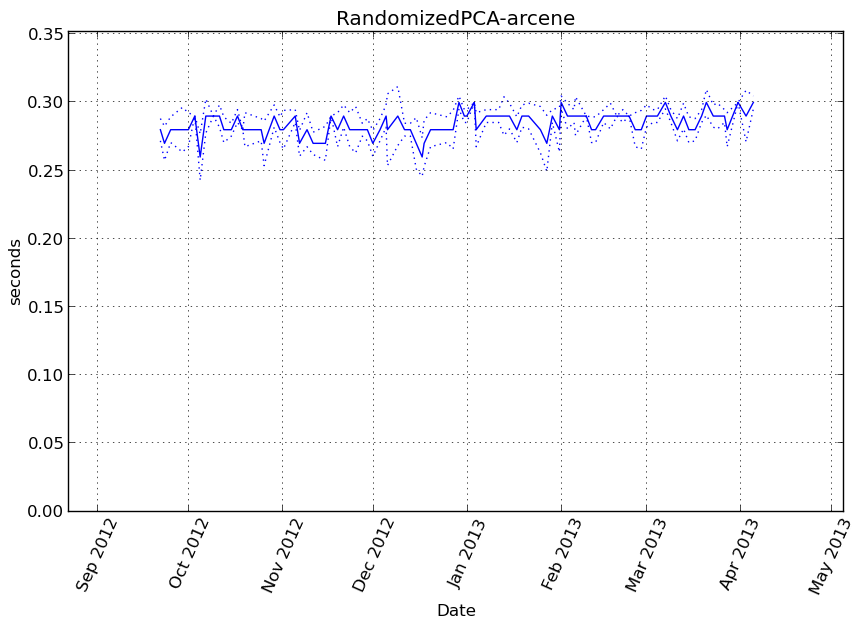 RandomizedPCA-arcene
0.35
0.30
0.25
0.20
0.15
0.10
0.05
0.00
seconds
Sep 2012
Oct 2012
Nov 2012
Dec 2012
Jan 2013
Feb 2013
Mar 2013
Apr 2013
May 2013
Date